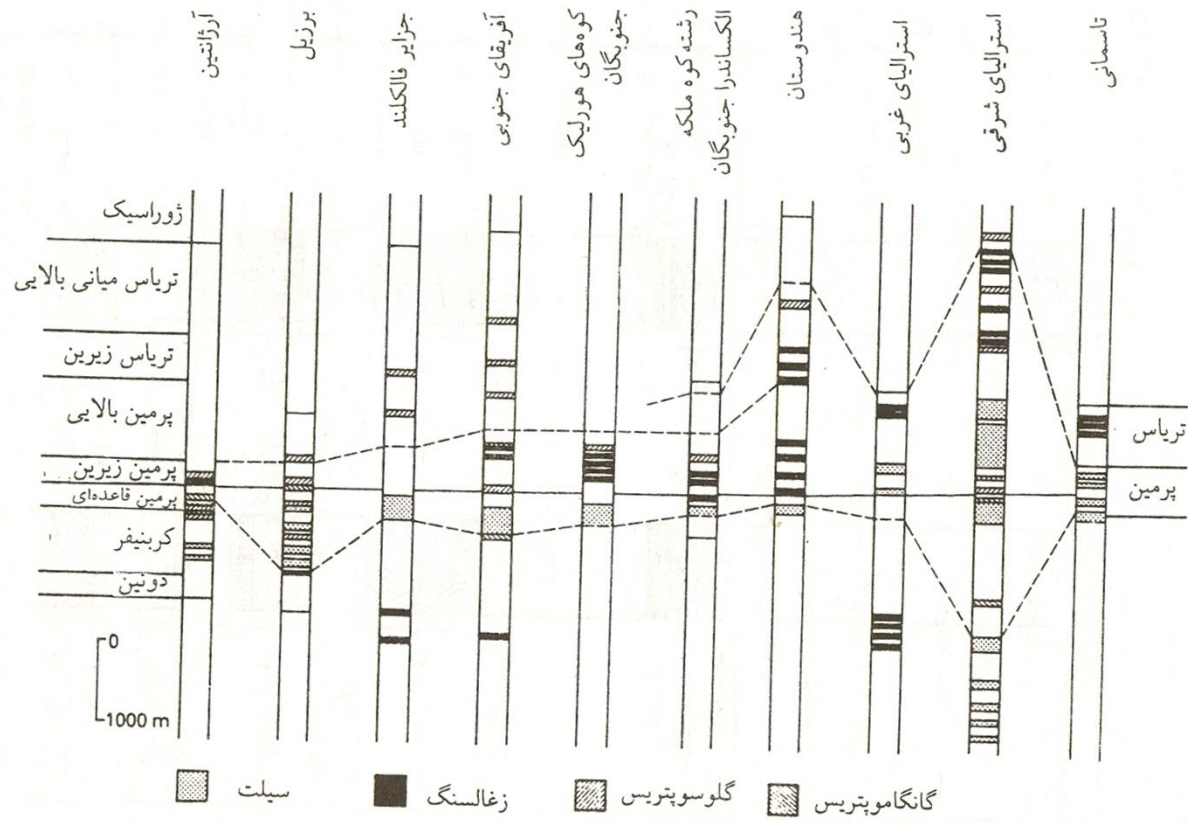 آرژانتین
برزیل
جزایر فالکلند
آفریقای جنوبی
کوه‌های هورلیک
جنوبگان
رشته کوه ملکه
الکساندرا جنوبگان
هندوستان
استرالیای غربی
استرالیای شرقی
تاسمانی
ژوراسیک
تریاس میانی بالایی
تریاس زیرین
پرمین بالایی
پرمین زیرین
پرمین قاعده‌ای
کربنیفر
دونین
تریاس
پرمین
0
1000 m
سیلت
زغالسنگ
گلوسوپتریس
گانگاموپتریس